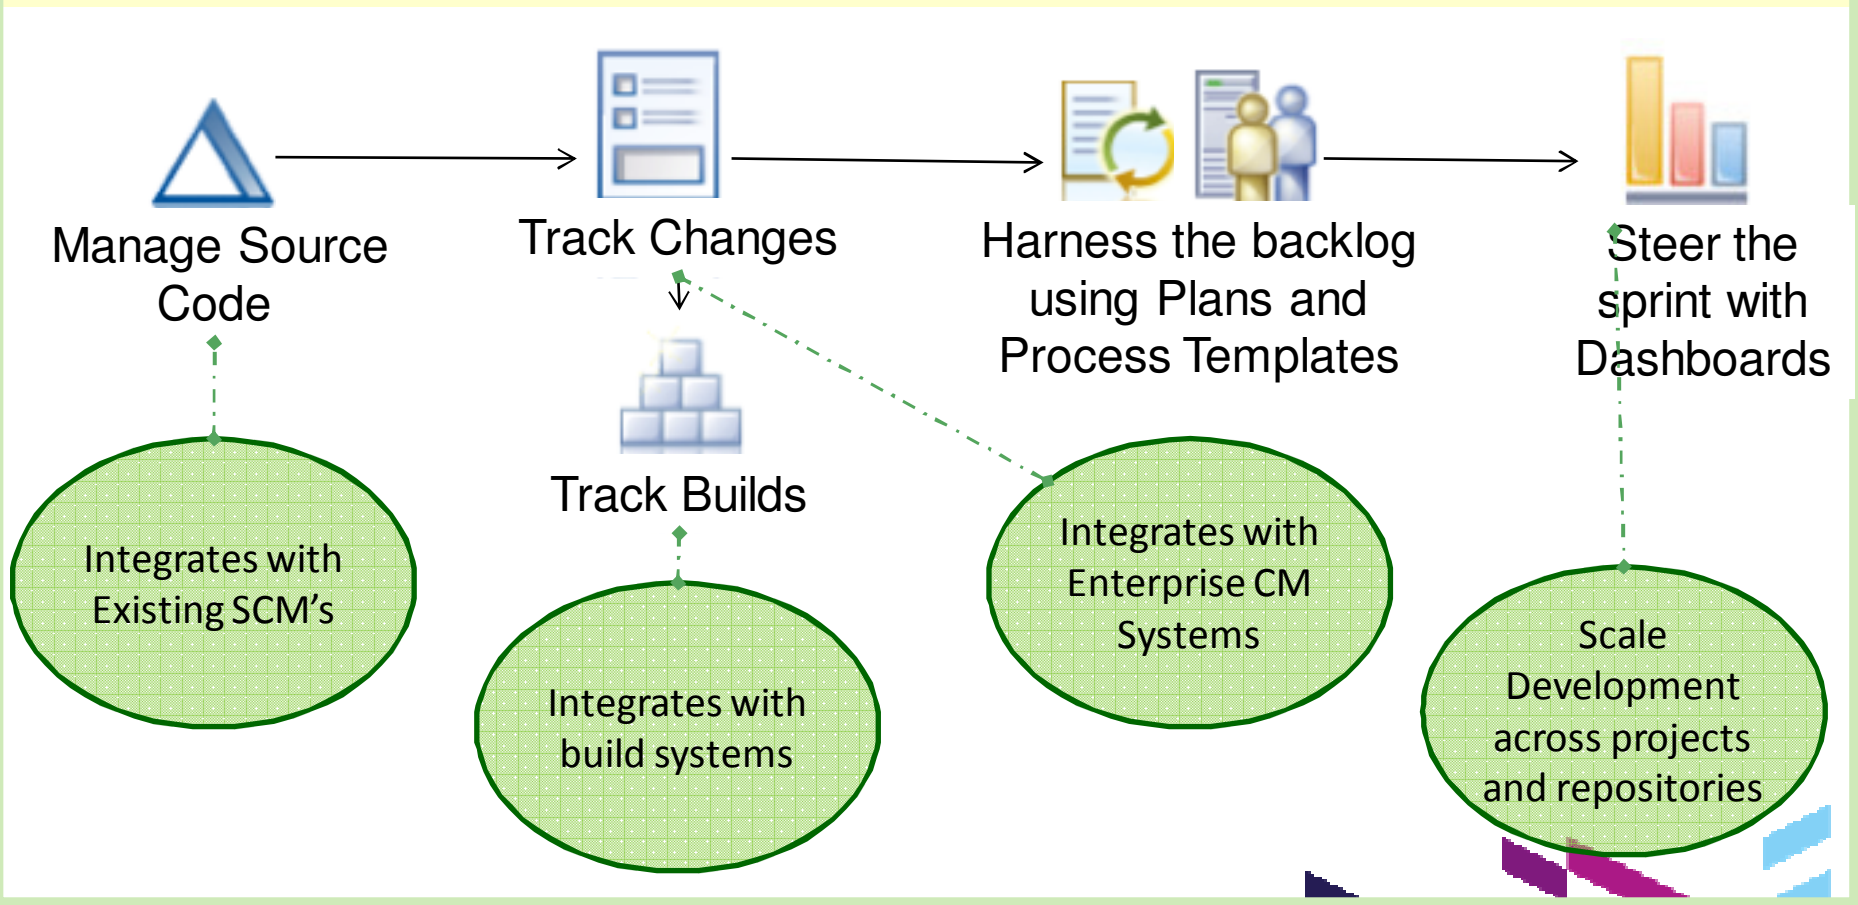 Manage Source
Code
Track Changes
Harness the backlog
using Plans and
Process Templates
Steer the
sprint with
Dashboards
Track Builds
Integrates with
Existing SCM’s
Integrates with
build systems
Integrates with
Enterprise CM
Systems
Scale
Development
across projects
and repositories